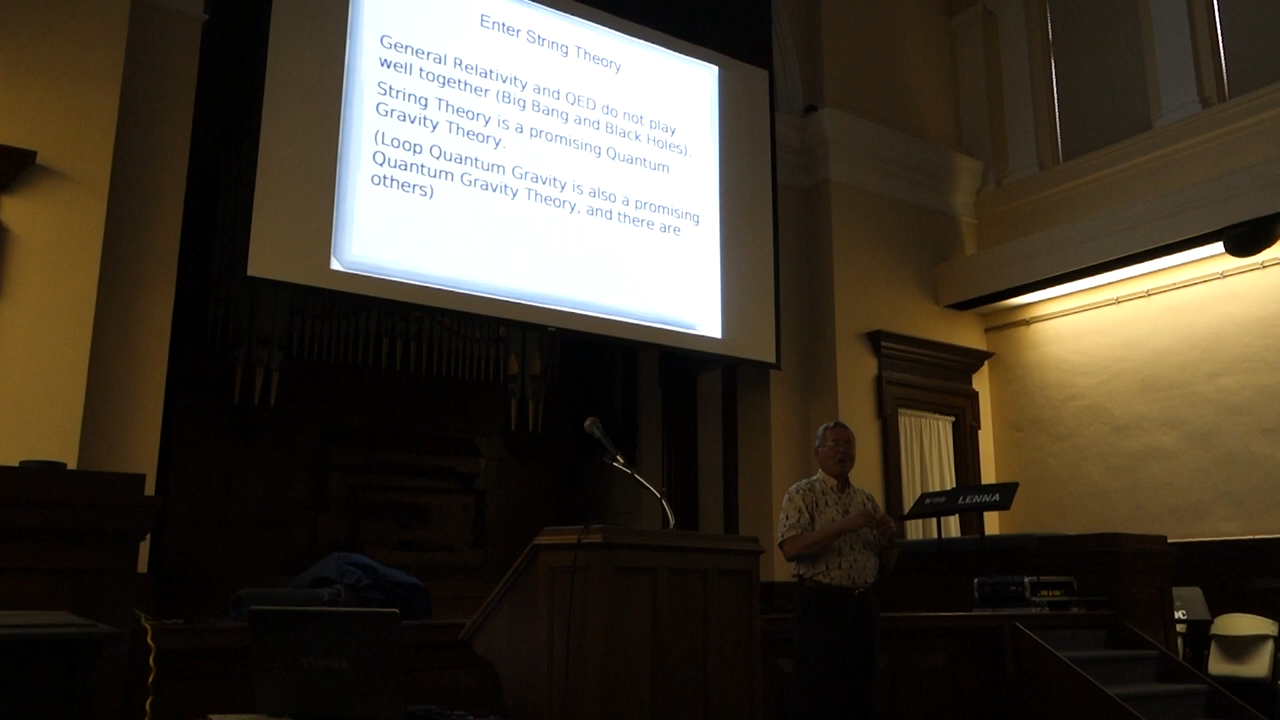 Enter String Theory
General Relativity and QED do not play
well together (Big Bang and Black Holes).
String Theory is a promising Quantum
Gravity Theory.
(Loop Quantum Gravity is also a promising
Quantum Gravity Theory, and there are
others)
LENNA